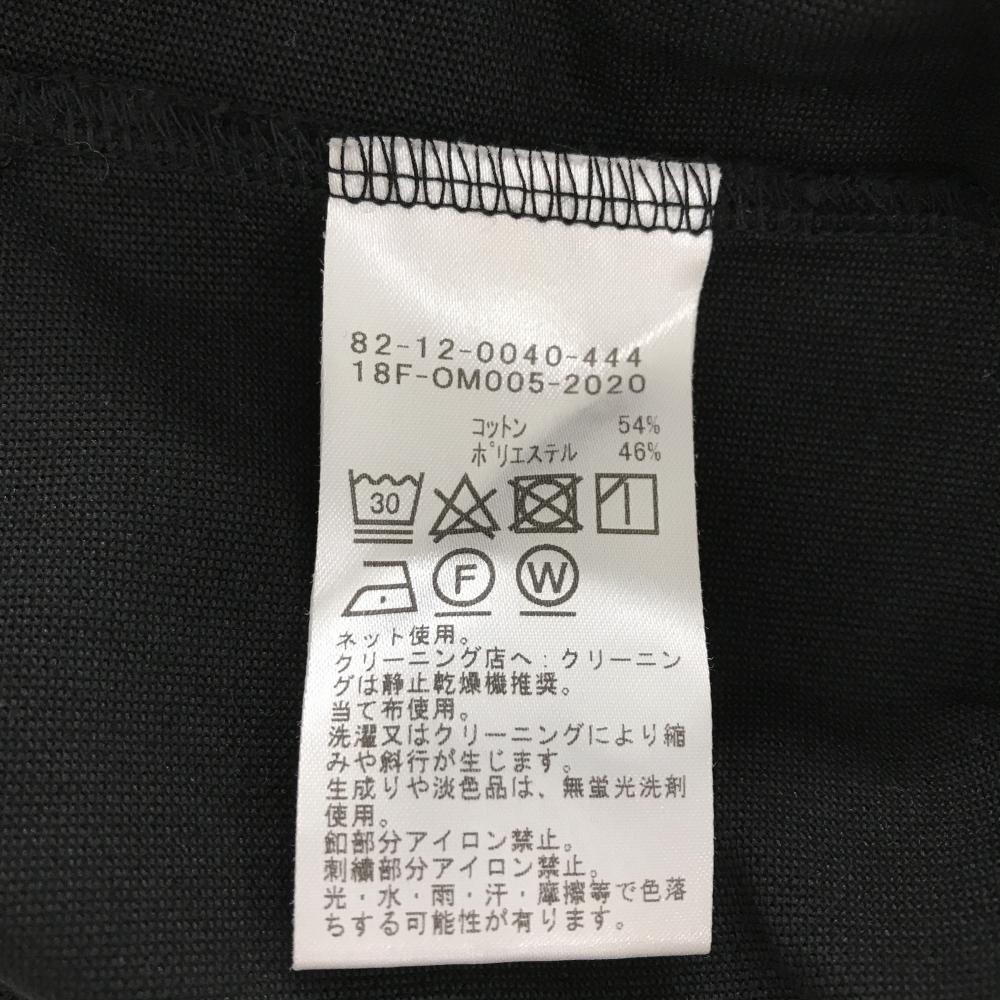 82-12-0040-444
18F-OM005-2020
コットン 54%
ポリエステル 46%
30
F W
ネット使用。
クリーニング店へ:クリーニン
グは静止乾燥機推奨。
当て布使用。
洗濯又はクリーニングにより縮
みや斜行が生じます。
生成りや淡色品は、無蛍光洗剤
使用。
釦部分アイロン禁止。
刺繍部分アイロン禁止。
光・水・雨・汗・摩擦等で色落
ちする可能性が有ります。